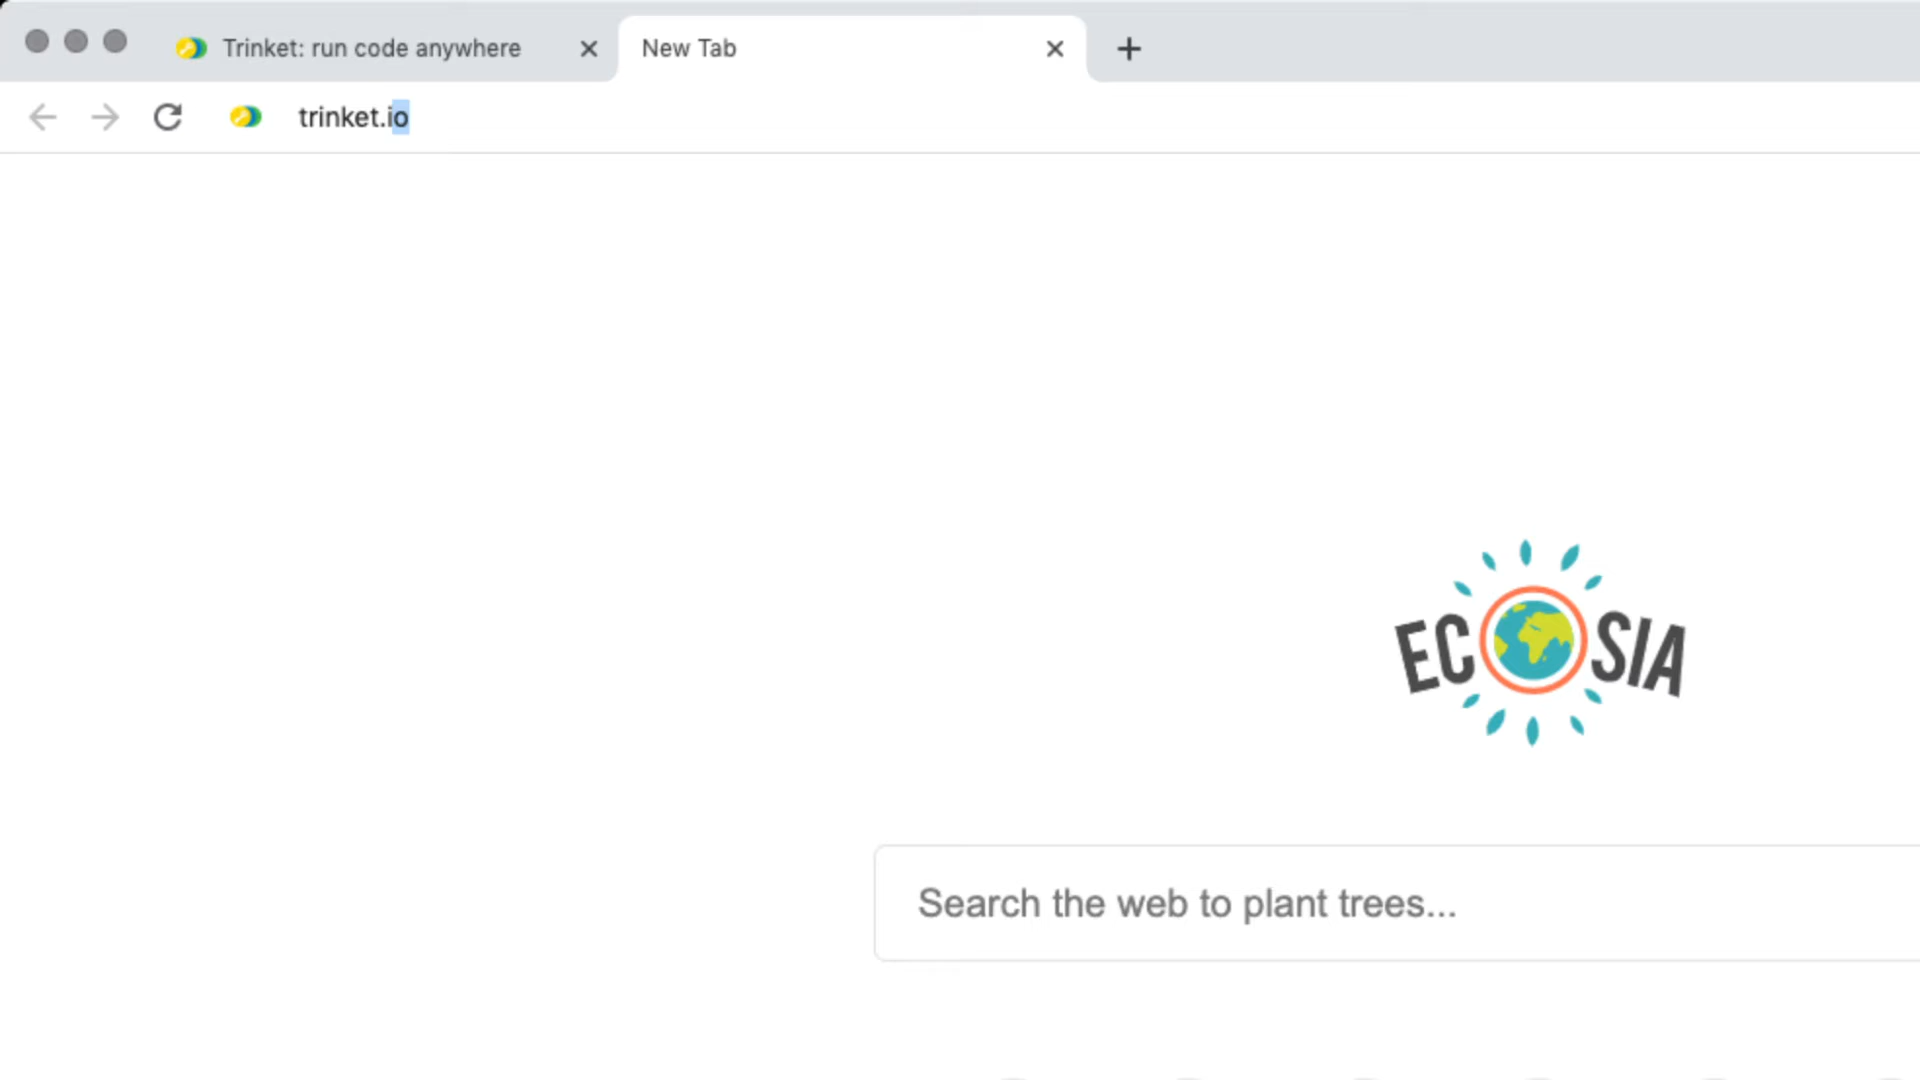 Trinket: run code anywhere
New Tab
trinket.io
ECOSIA
Search the web to plant trees...